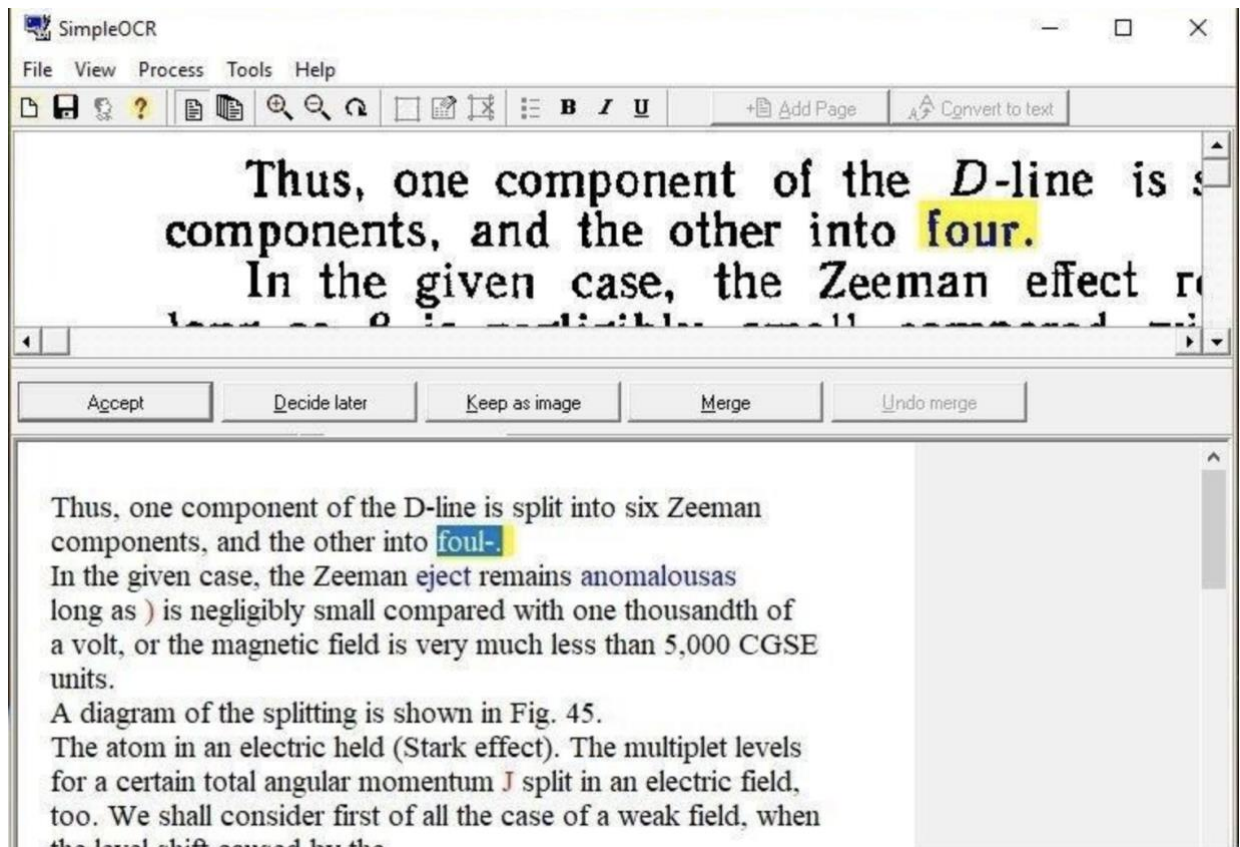 SimpleOCR
File View Process Tools Help
B I U +Add Page Convert to text
Thus, one component of the D-line is
components, and the other into four.
In the given case, the Zeeman effect
Accept Decide later Keep as image Merge Undo merge
Thus, one component of the D-line is split into six Zeeman
components, and the other into foul-.
In the given case, the Zeeman eject remains anomalousas
long as ) is negligibly small compared with one thousandth of
a volt, or the magnetic field is very much less than 5,000 CGSE
units.
A diagram of the splitting is shown in Fig. 45.
The atom in an electric held (Stark effect). The multiplet levels
for a certain total angular momentum J split in an electric field,
too. We shall consider first of all the case of a weak field, when
the level shift caused by the